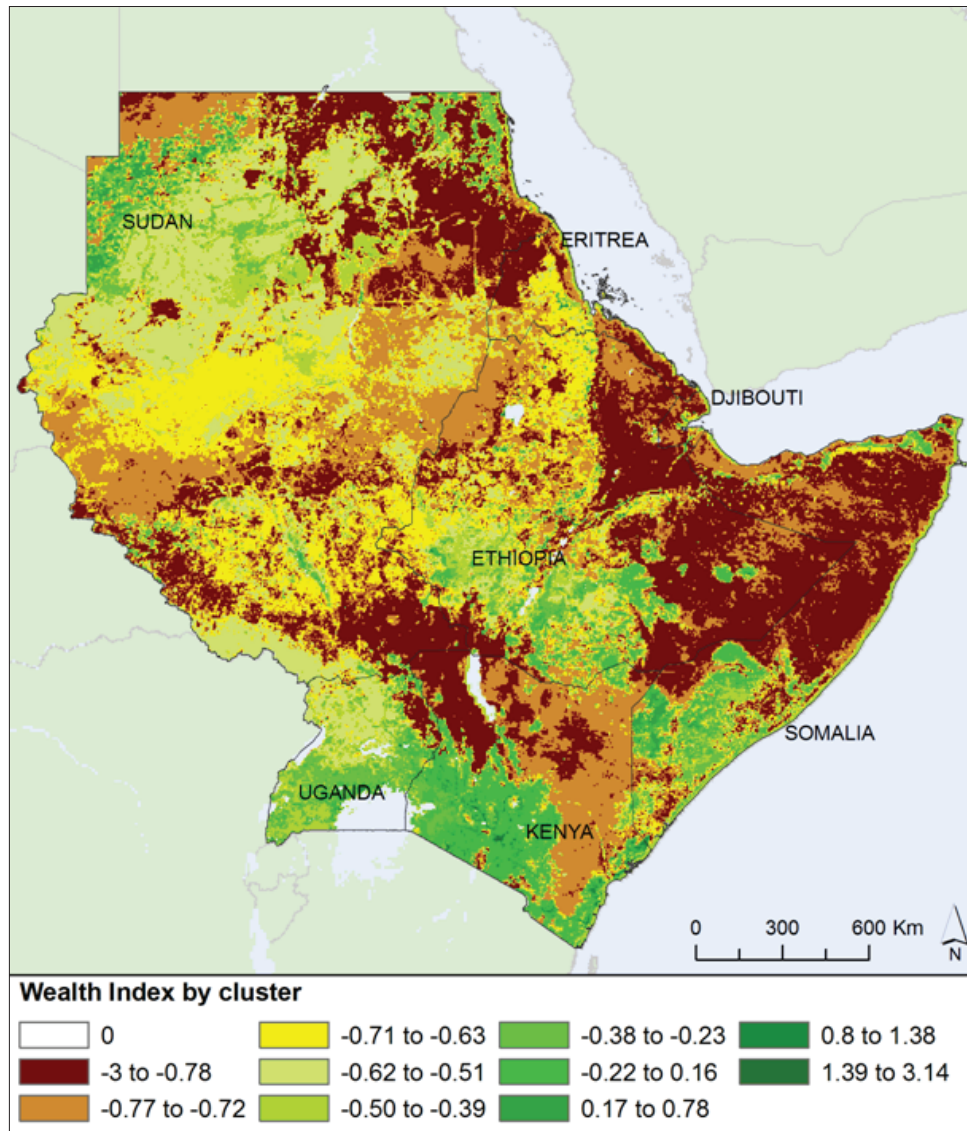 SUDAN
ERITREA
DJIBOUTI
ETHIOPIA
SOMALIA
UGANDA
KENYA
0 300 600 Km
N
Wealth Index by cluster
0 -0.71 to -0.63 -0.38 to -0.23 0.8 to 1.38
-3 to -0.78 -0.62 to -0.51 -0.22 to 0.16 1.39 to 3.14
-0.77 to -0.72 -0.50 to -0.39 0.17 to 0.78